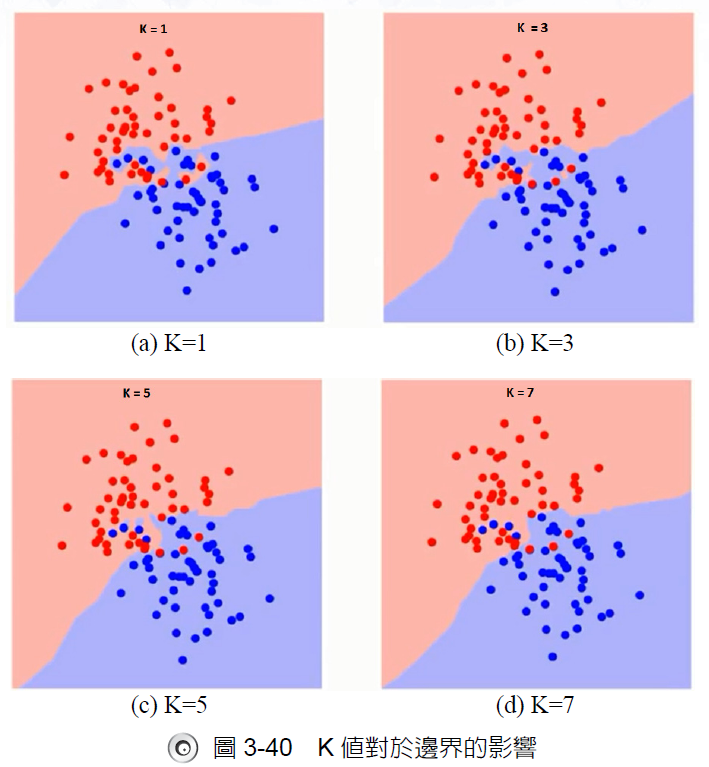 K = 1
K = 3
(a) K=1
(b) K=3
K = 5
K = 7
(c) K=5
(d) K=7
圖 3-40 K 值對於邊界的影響